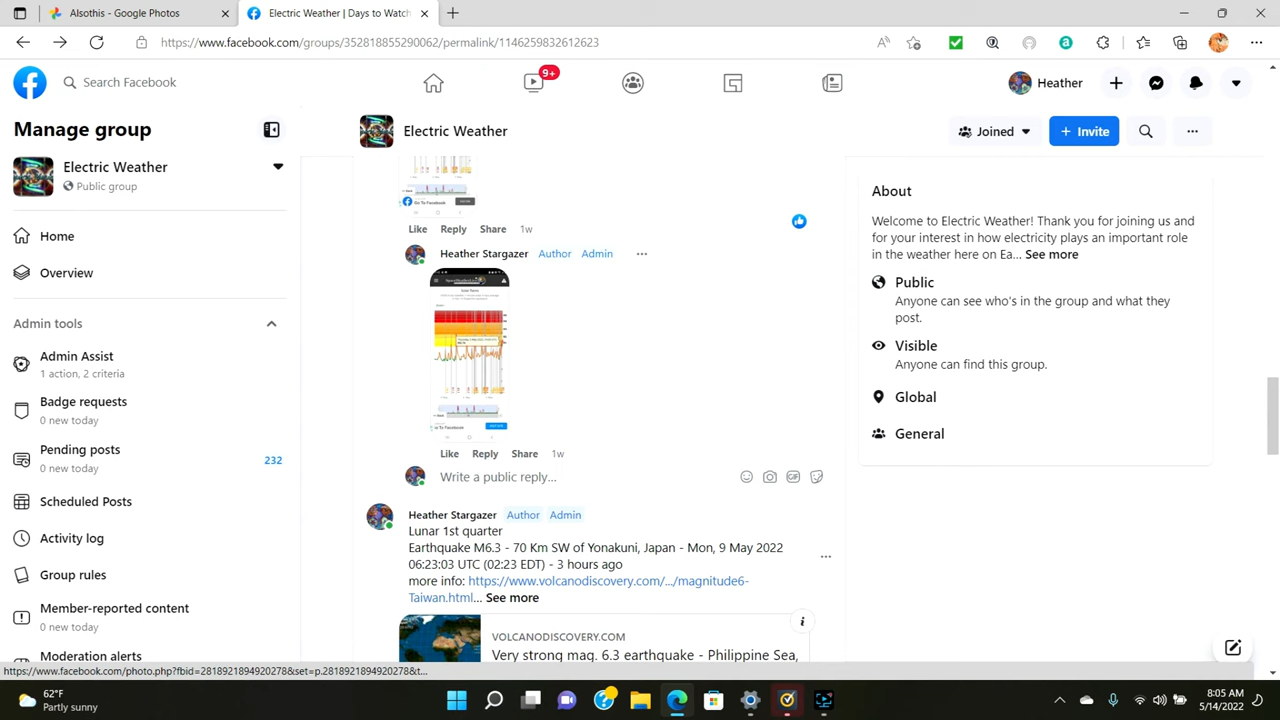 Alsothis - Google Photos
Electric Weather | Days to Watch
https://www.facebook.com/groups/352818855290062/permalink/1146259832612623
Search Facebook
9+
Heather
Manage group
Electric Weather
Public group
Home
Overview
Admin tools
Admin Assist
1 action, 2 criteria
Badge requests
0 new today
Pending posts
0 new today
232
Scheduled Posts
Activity log
Group rules
Member-reported content
0 new today
Moderation alerts
Electric Weather
Joined
+ Invite
Go To Facebook
Like Reply Share 1w
Heather Stargazer Author Admin
To Facebook
Like Reply Share 1w
Write a public reply...
Heather Stargazer Author Admin
Lunar 1st quarter
Earthquake M6.3 - 70 Km SW of Yonakuni, Japan - Mon, 9 May 2022
06:23:03 UTC (02:23 EDT) - 3 hours ago
more info: https://www.volcanodiscovery.com/.../magnitude6-
Taiwan.html... See more
VOLCANODISCOVERY.COM
Very strong mag. 6.3 earthquake - Philippine Sea,
About
Welcome to Electric Weather! Thank you for joining us and
for your interest in how electricity plays an important role
in the weather here on Ea... See more
Public
Anyone can see who's in the group and what they
post.
Visible
Anyone can find this group.
Global
General
https://www.facebook.com/photo.php?fbid=2818921894920278&set=p.2818921894920278&t...
62°F
Partly sunny
8:05 AM
5/14/2022